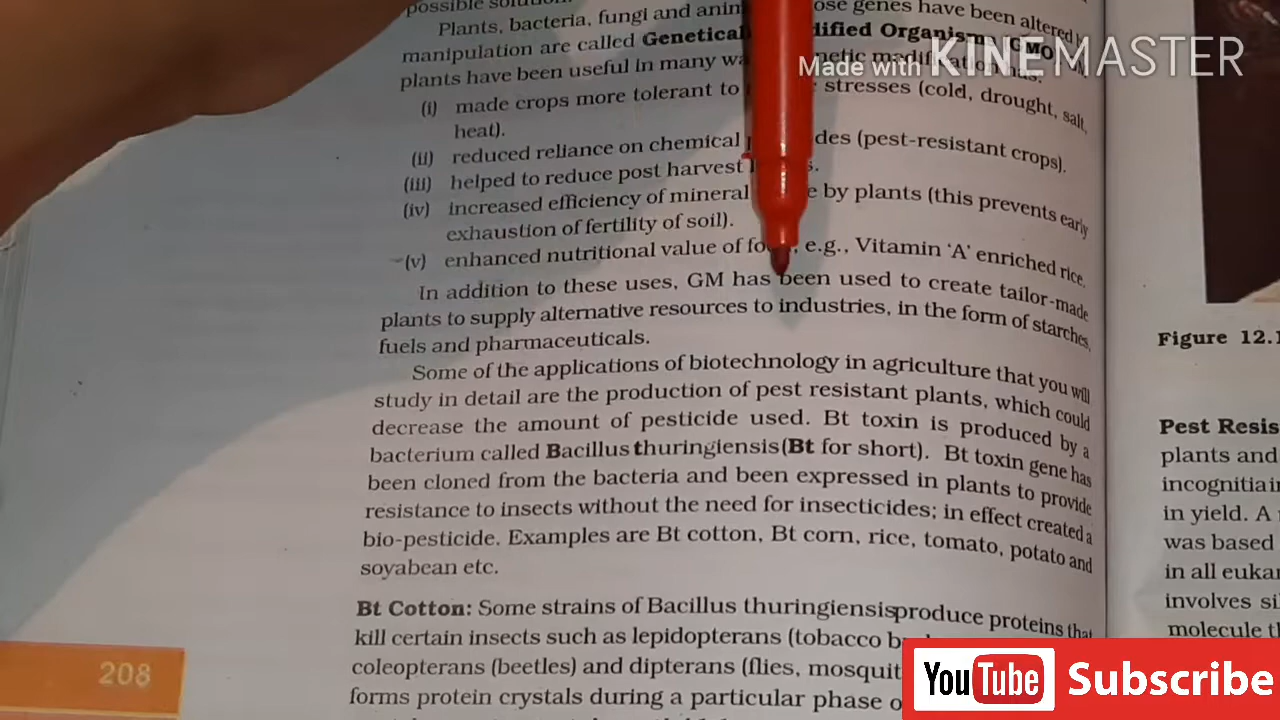 possible solution.
Plants, bacteria, fungi and ose genes have been altered
manipulation are called Organisms (GMO).
plants have been useful in many
(i) made crops more tolerant to stresses (cold, drought, salt,
heat).
(ii) reduced reliance on chemical (pest-resistant crops).
(iii) helped to reduce post harvest
(iv) increased efficiency of mineral by plants (this prevents early
exhaustion of fertility of soil).
(v) enhanced nutritional value of e.g., Vitamin ‘A’ enriched rice.
In addition to these uses, GM has been used to create tailor-made
plants to supply alternative resources to industries, in the form of starches,
fuels and pharmaceuticals.
Some of the applications of biotechnology in agriculture that you will
study in detail are the production of pest resistant plants, which could
decrease the amount of pesticide used. Bt toxin is produced by a
bacterium called Bacillus thuringiensis (Bt for short). Bt toxin gene has
been cloned from the bacteria and been expressed in plants to provide
resistance to insects without the need for insecticides; in effect created a
bio-pesticide. Examples are Bt cotton, Bt corn, rice, tomato, potato and
soyabean etc.
Bt Cotton: Some strains of Bacillus thuringiensis produce proteins that
kill certain insects such as lepidopterans (tobacco
coleopterans (beetles) and dipterans (flies, mosquit
forms protein crystals during a particular phase o
208
Figure 12.1
Pest Resis
plants and
incognitia in
in yield. A
was based
in all eukar
involves si
molecule th
Made with KINEMASTER
YouTube Subscribe